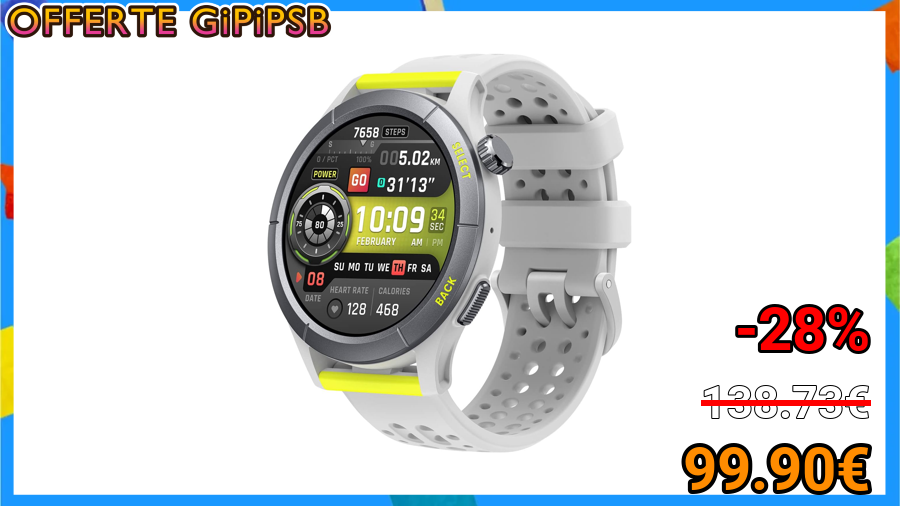 OFFERTE GiPiPSB
7658 STEPS
S G
0 / PCT 100%
005.02 KM
POWER
GO
31'13"
SELECT
75 80 25
10:09 34 SEC
FEBRUARY AM | PM
SU MO TU WE TH FR SA
08
DATE
HEART RATE CALORIES
128 468
BACK
-28%
138.73€
99.90€